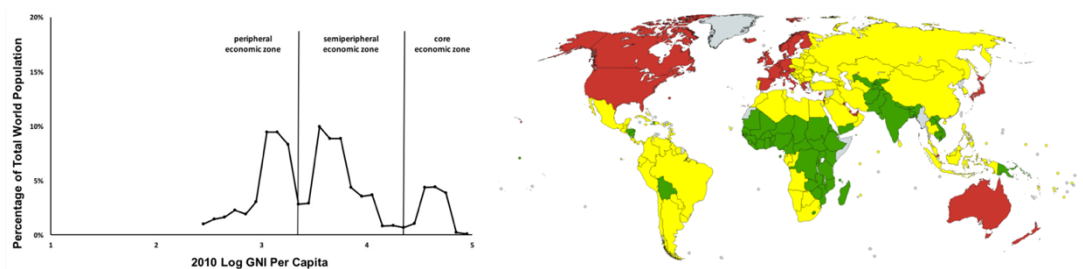 20%
peripheral economic zone
semiperipheral economic zone
core economic zone
15%
10%
5%
0%
Percentage of Total World Population
1 2 3 4 5
2010 Log GNI Per Capita